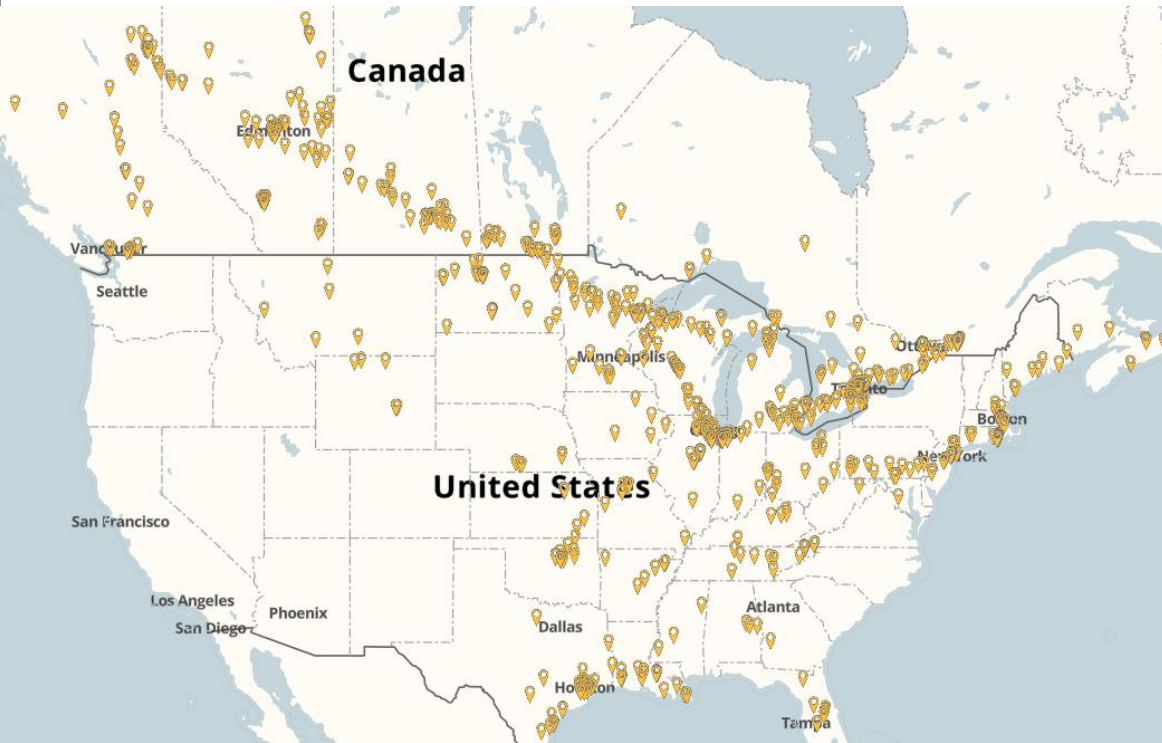 Canada
Edmonton
Vancouver
Seattle
Ottawa
Minneapolis
Toronto
Boston
New York
United States
San Francisco
Los Angeles
Phoenix
Atlanta
San Diego
Dallas
Houston
Tampa